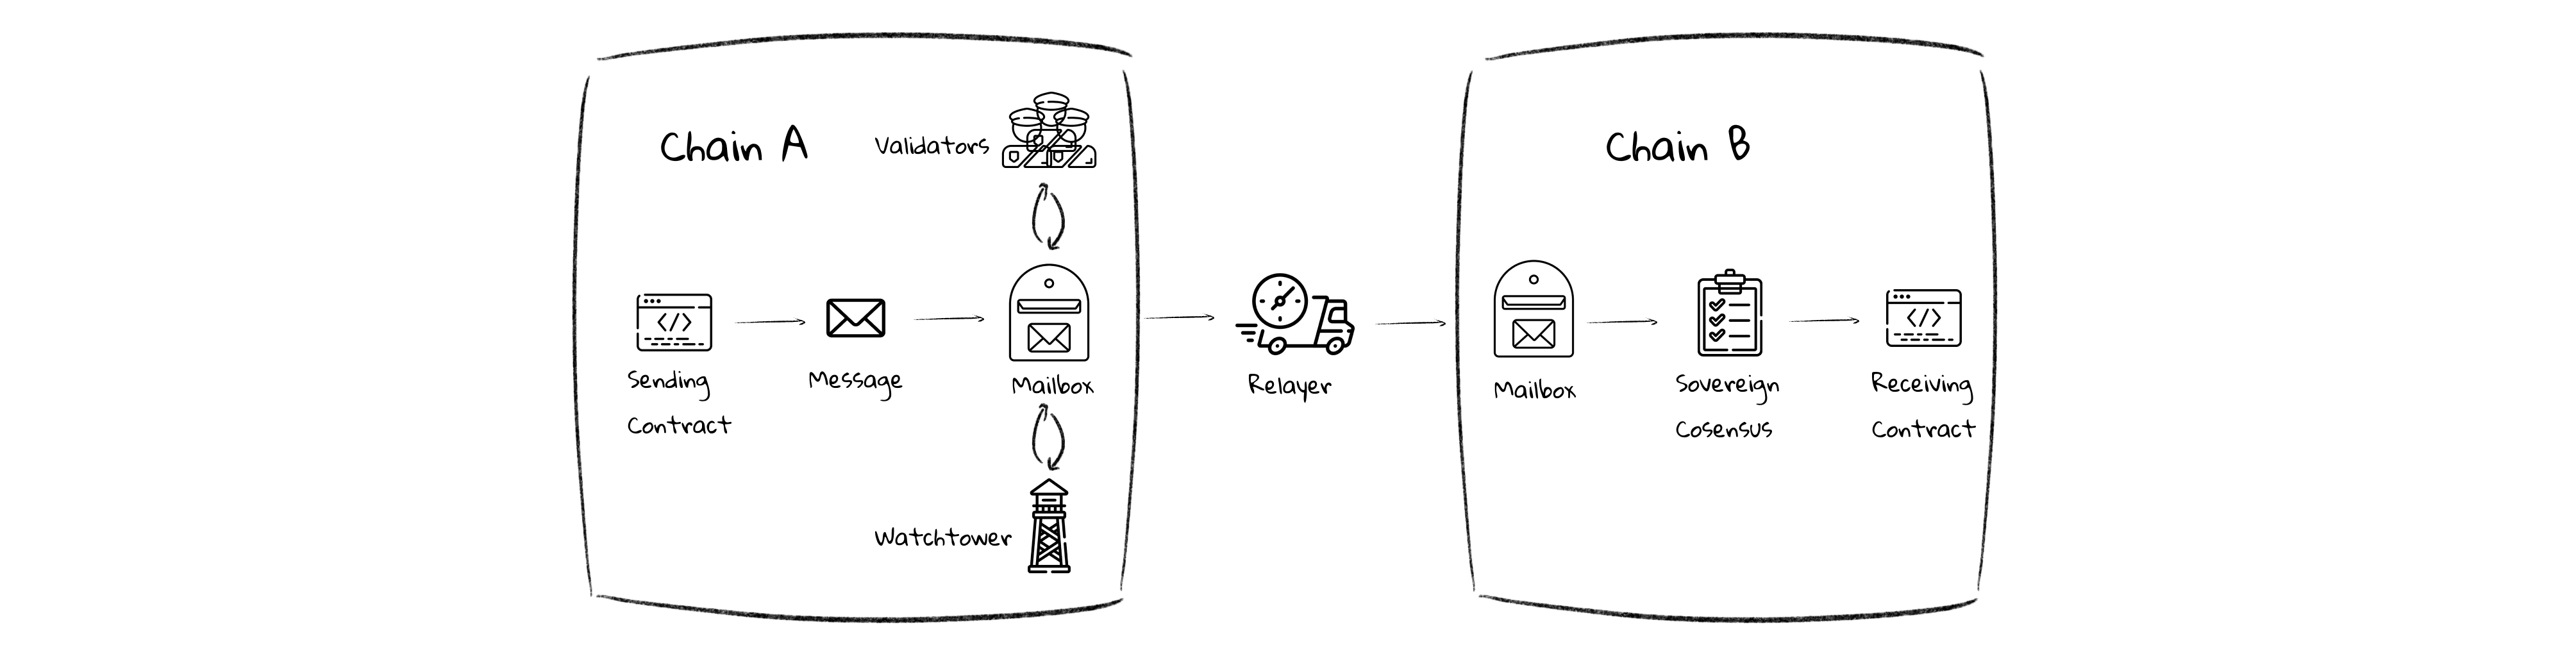 Chain A
Validators
Sending
Contract
Message
Mailbox
Watchtower
Relayer
Chain B
Mailbox
Sovereign
Cosensus
Receiving
Contract